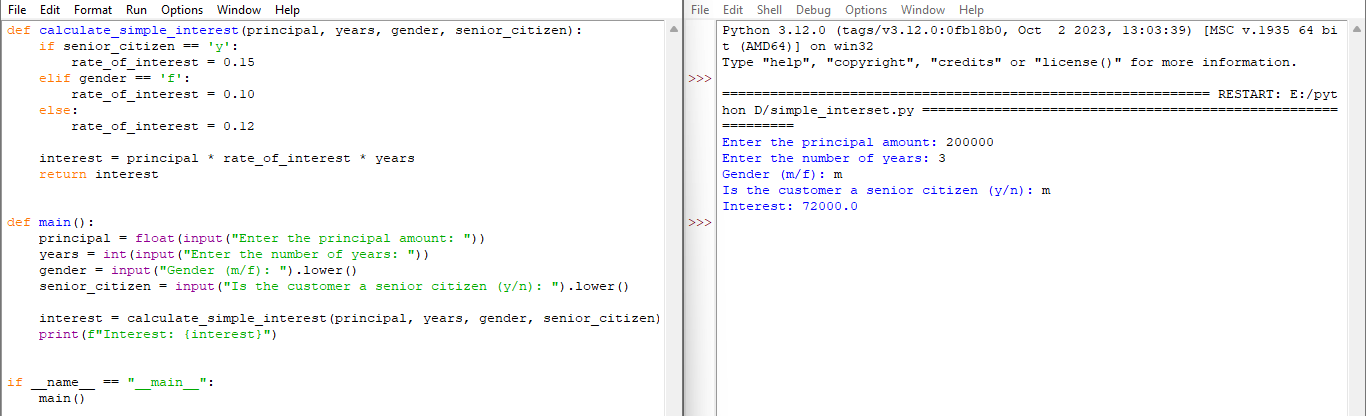 File Edit Format Run Options Window Help
def calculate_simple_interest(principal, years, gender, senior_citizen):
    if senior_citizen == 'y':
        rate_of_interest = 0.15
    elif gender == 'f':
        rate_of_interest = 0.10
    else:
        rate_of_interest = 0.12
    interest = principal * rate_of_interest * years
    return interest
def main():
    principal = float(input("Enter the principal amount: "))
    years = int(input("Enter the number of years: "))
    gender = input("Gender (m/f): ").lower()
    senior_citizen = input("Is the customer a senior citizen (y/n): ").lower()
    interest = calculate_simple_interest(principal, years, gender, senior_citizen)
    print(f"Interest: {interest}")
if __name__ == "__main__":
    main()
File Edit Shell Debug Options Window Help
Python 3.12.0 (tags/v3.12.0:0fb18b0, Oct  2 2023, 13:03:39) [MSC v.1935 64 bi
t (AMD64)] on win32
Type "help", "copyright", "credits" or "license()" for more information.
>>>
============================================================= RESTART: E:/pyt
hon D/simple_interset.py ====================================================
=========
Enter the principal amount: 200000
Enter the number of years: 3
Gender (m/f): m
Is the customer a senior citizen (y/n): m
Interest: 72000.0
>>>